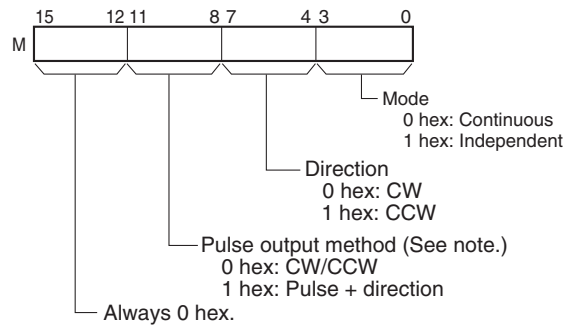 15 12 11 8 7 4 3 0
M
Mode
0 hex: Continuous
1 hex: Independent
Direction
0 hex: CW
1 hex: CCW
Pulse output method (See note.)
0 hex: CW/CCW
1 hex: Pulse + direction
Always 0 hex.